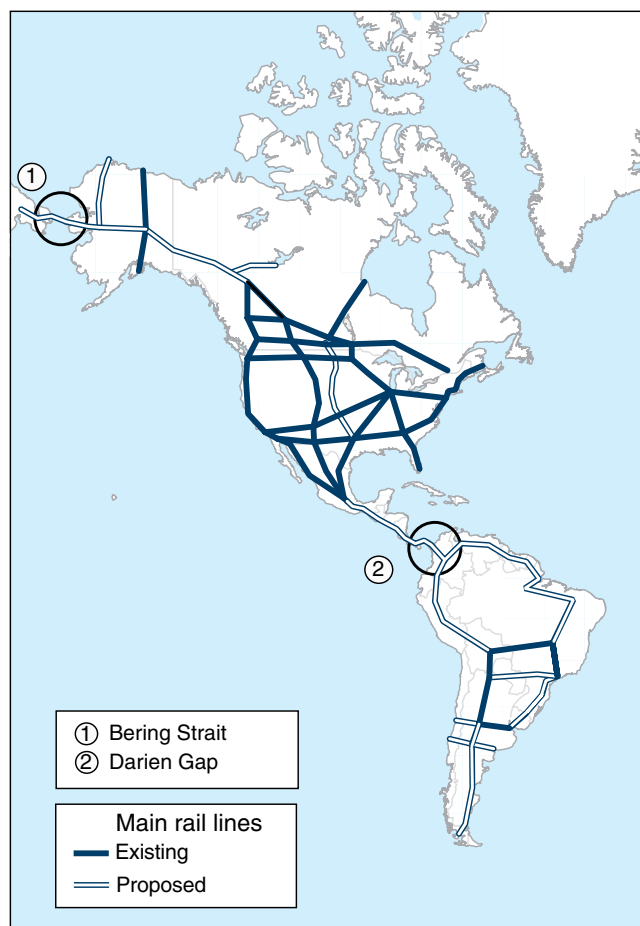 1
2
1 Bering Strait
2 Darien Gap
Main rail lines
Existing
Proposed